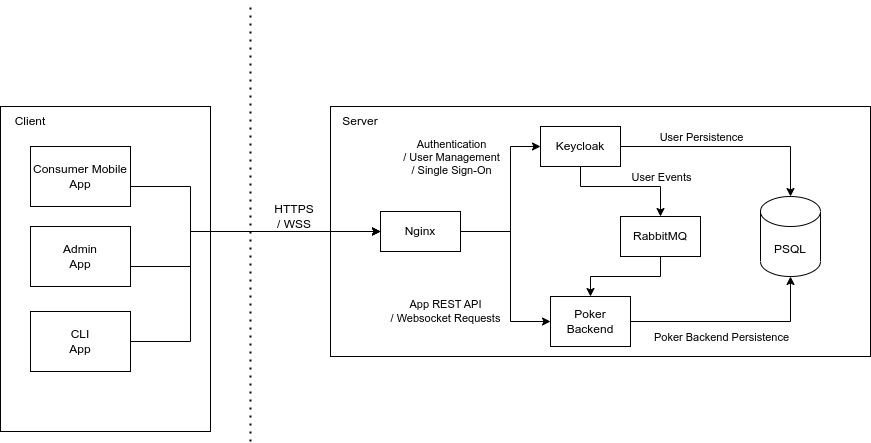 Client
Consumer Mobile
App
Admin
App
CLI
App
HTTPS
/ WSS
Server
Authentication
/ User Management
/ Single Sign-On
Nginx
App REST API
/ Websocket Requests
Keycloak
User Persistence
User Events
RabbitMQ
PSQL
Poker
Backend
Poker Backend Persistence